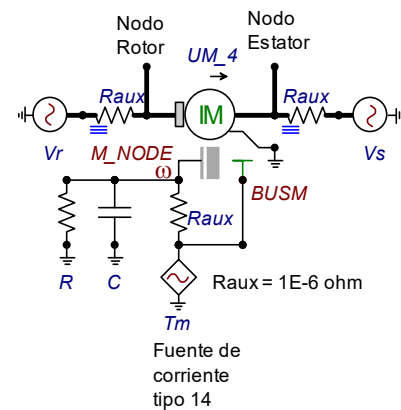 Nodo
Rotor
Nodo
Estator
UM_4
Raux
IM
Raux
Vr
M_NODE
Vs
ω
BUSM
Raux
R
C
Raux = 1E-6 ohm
Tm
Fuente de
corriente
tipo 14